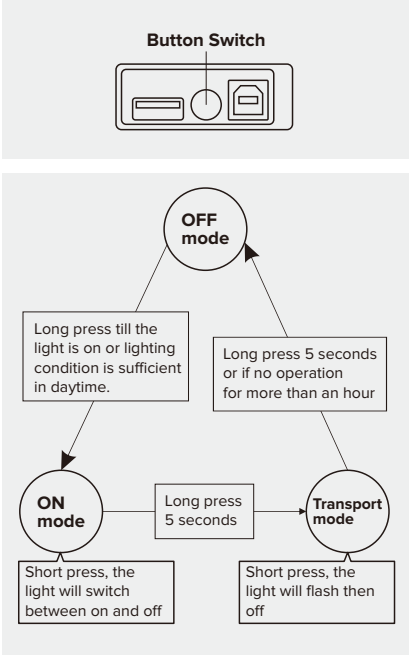 Button Switch
OFF
mode
Long press till the
light is on or lighting
condition is sufficient
in daytime.
Long press 5 seconds
or if no operation
for more than an hour
ON
mode
Long press
5 seconds
Transport
mode
Short press, the
light will switch
between on and off
Short press, the
light will flash then
off